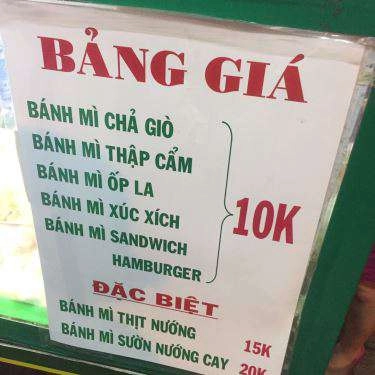 BẢNG GIÁ
BÁNH MÌ CHẢ GIÒ
BÁNH MÌ THẬP CẨM
BÁNH MÌ ỐP LA
BÁNH MÌ XÚC XÍCH
BÁNH MÌ SANDWICH
HAMBURGER
10K
ĐẶC BIỆT
BÁNH MÌ THỊT NƯỚNG 15K
BÁNH MÌ SƯỜN NƯỚNG CAY 20K